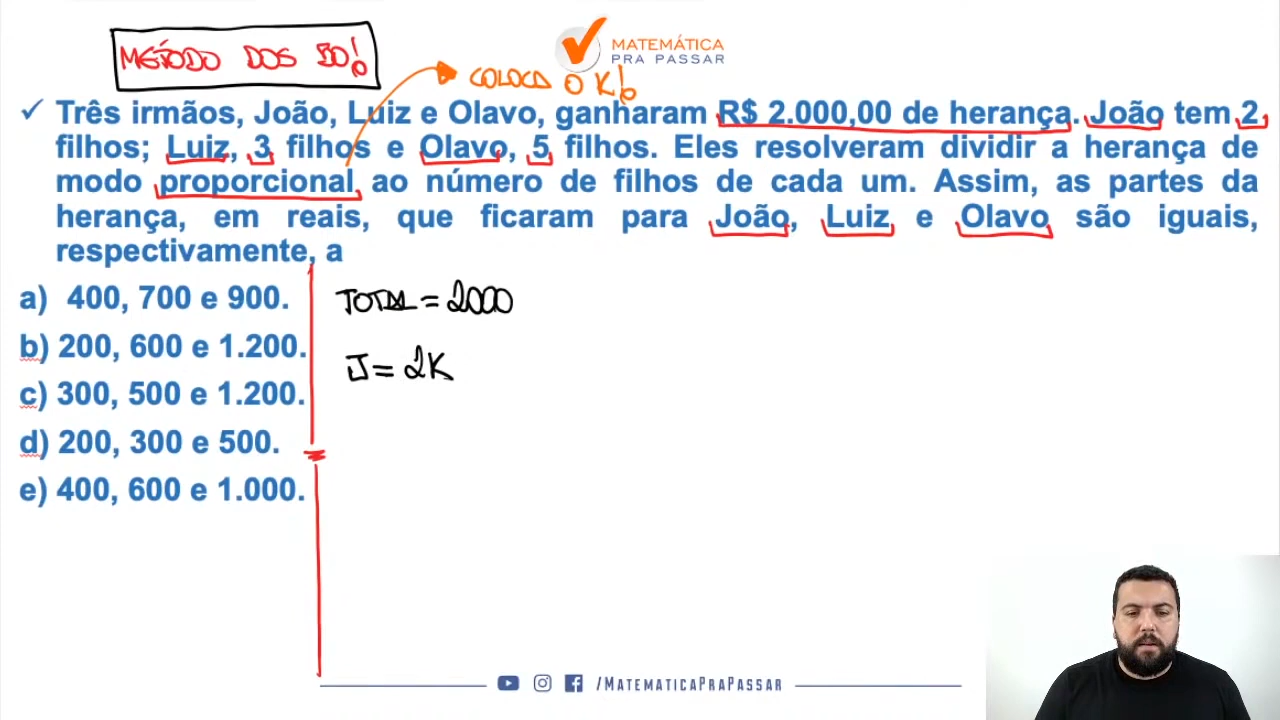 MÉTODO DOS 50!
MATEMÁTICA
PRA PASSAR
COLOCA O K!
✓ Três irmãos, João, Luiz e Olavo, ganharam R$ 2.000,00 de herança. João tem 2
filhos; Luiz, 3 filhos e Olavo, 5 filhos. Eles resolveram dividir a herança de
modo proporcional ao número de filhos de cada um. Assim, as partes da
herança, em reais, que ficaram para João, Luiz e Olavo são iguais,
respectivamente, a
a) 400, 700 e 900.
b) 200, 600 e 1.200.
c) 300, 500 e 1.200.
d) 200, 300 e 500.
e) 400, 600 e 1.000.
TOTAL = 2000
J = 2K
/MATEMATICAPRAPASSAR